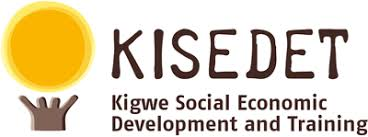 KISEDET
Kigwe Social Economic
Development and Training